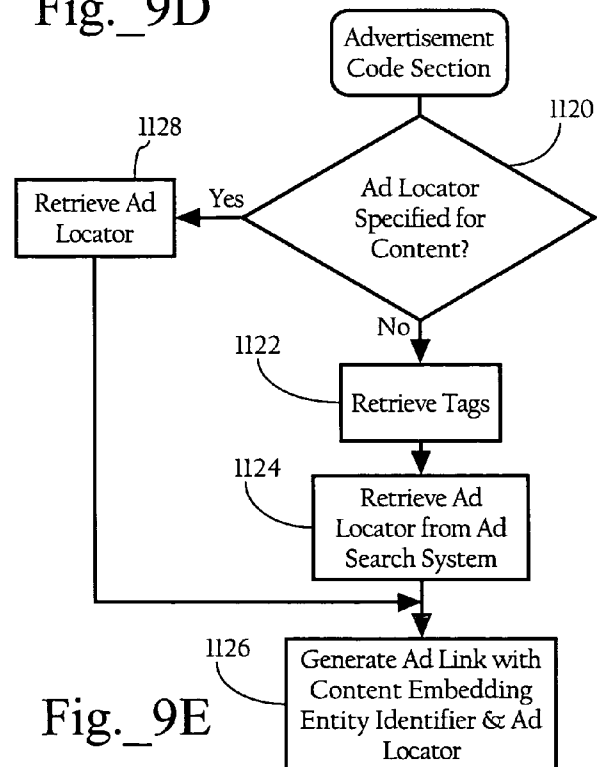 Fig._9D
Advertisement
Code Section
1120
1128
Ad Locator
Specified for
Content?
Yes
Retrieve Ad
Locator
No
1122
Retrieve Tags
1124
Retrieve Ad
Locator from Ad
Search System
1126
Generate Ad Link with
Content Embedding
Entity Identifier & Ad
Locator
Fig._9E